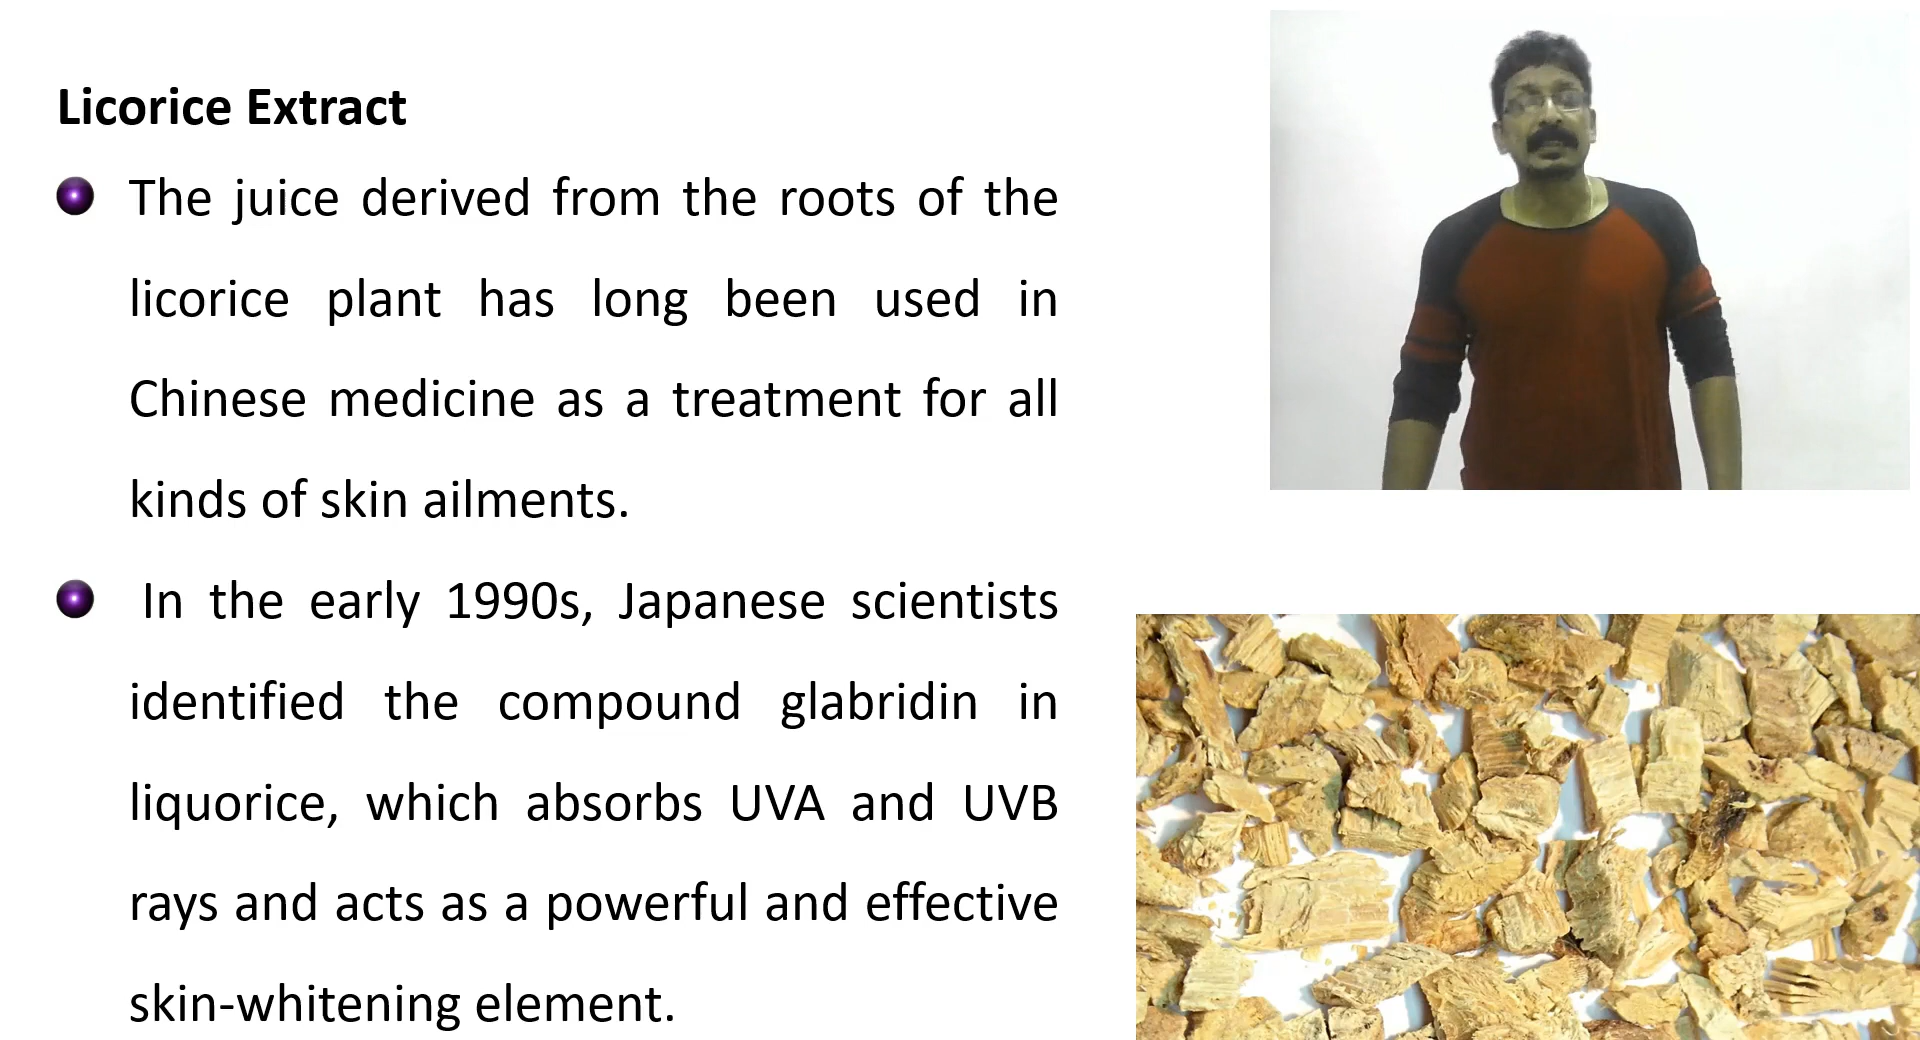 Licorice Extract
The juice derived from the roots of the
licorice plant has long been used in
Chinese medicine as a treatment for all
kinds of skin ailments.
In the early 1990s, Japanese scientists
identified the compound glabridin in
liquorice, which absorbs UVA and UVB
rays and acts as a powerful and effective
skin-whitening element.